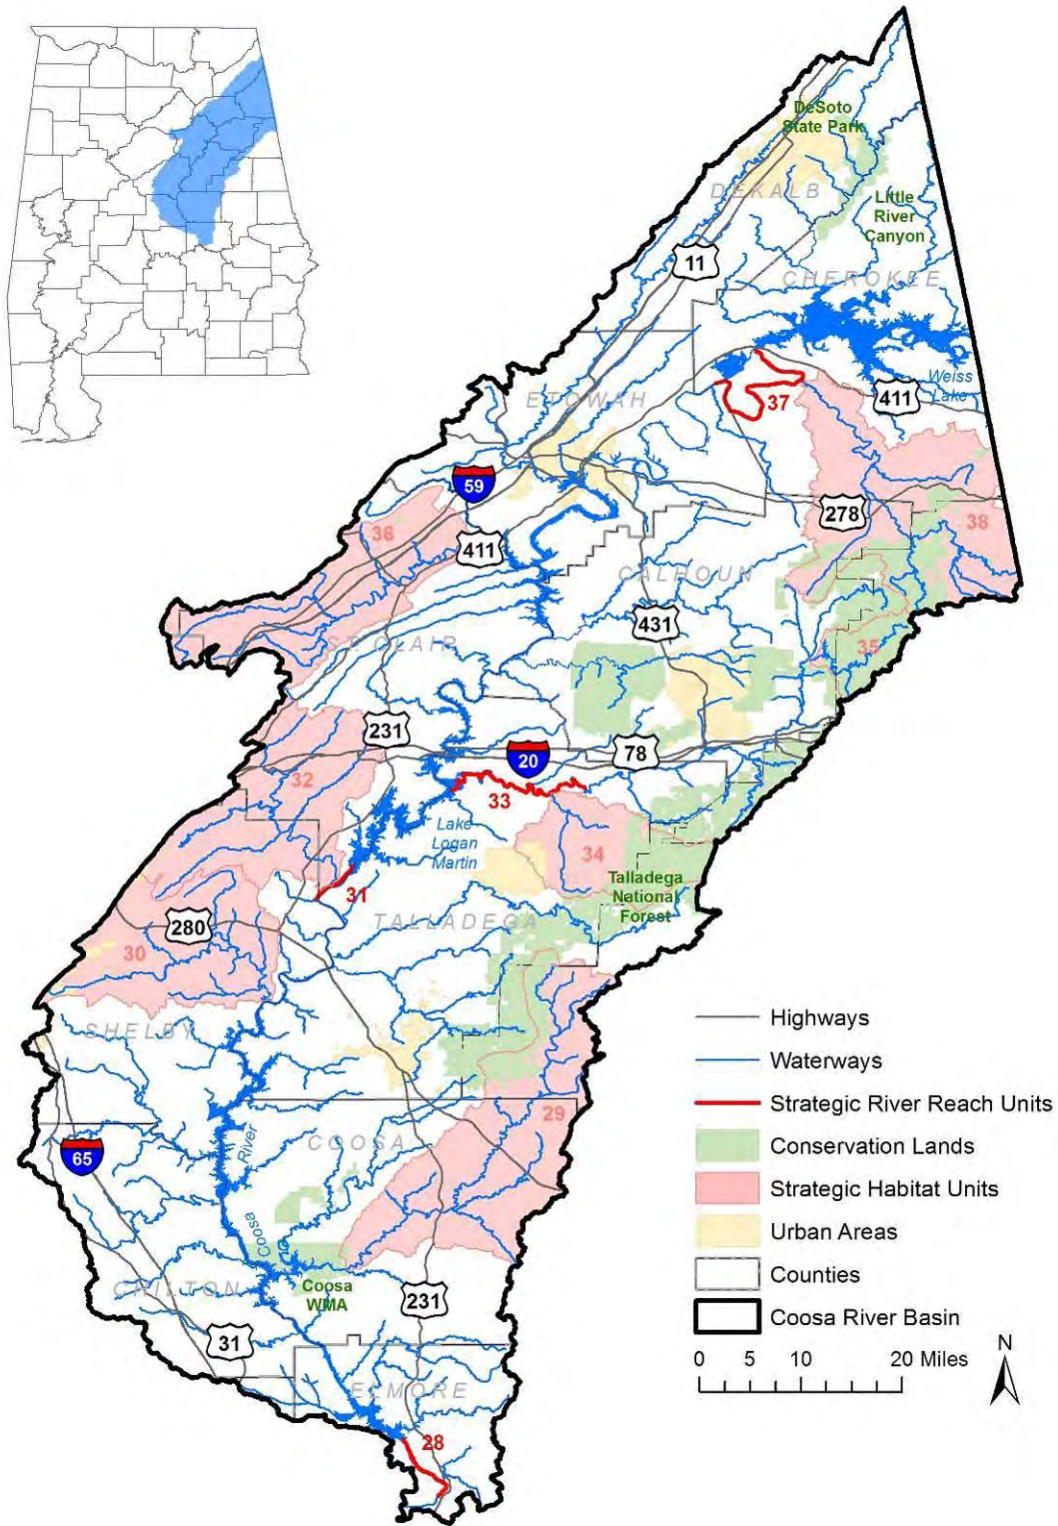 DeSoto
State Park
DEKALB
Little
River
Canyon
11
CHEROKEE
Weiss
Lake
411
37
ETOWAH
59
278
38
36
411
CALHOUN
431
ST. CLAIR
35
231
20
78
32
33
Lake
Logan
Martin
34
31
Talladega
National
Forest
TALLADEGA
280
30
SHELBY
29
COOSA
River
65
Coosa
CHILTON
Coosa
WMA
231
31
ELMORE
28
Highways
Waterways
Strategic River Reach Units
Conservation Lands
Strategic Habitat Units
Urban Areas
Counties
Coosa River Basin
N
0 5 10 20 Miles